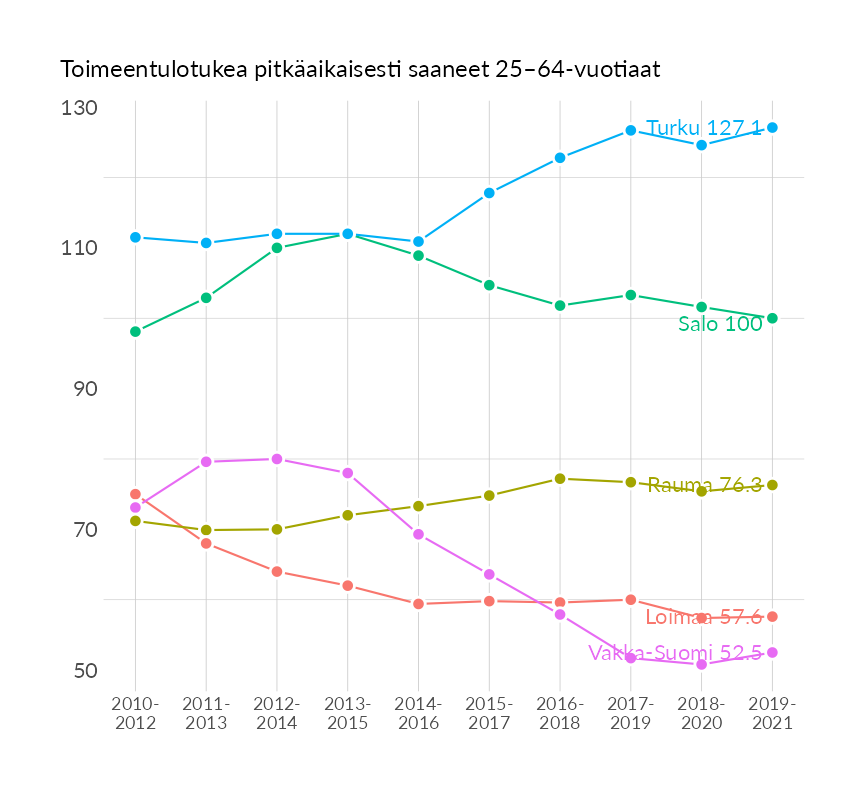 Toimeentulotukea pitkäaikaisesti saaneet 25–64-vuotiaat
130
Turku 127.1
110
Salo 100
90
Rauma 76.3
70
Loimaa 57.6
Vakka-Suomi 52.5
50
2010- 2011- 2012- 2013- 2014- 2015- 2016- 2017- 2018- 2019-
2012 2013 2014 2015 2016 2017 2018 2019 2020 2021